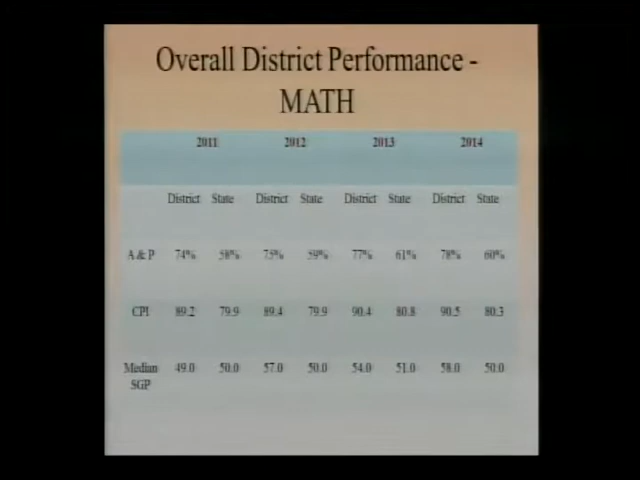 Overall District Performance -
MATH
2011 2012 2013 2014
District State District State District State District State
A & P 74% 58% 75% 59% 77% 61% 78% 60%
CPI 89.2 79.9 89.4 79.9 90.4 80.8 90.5 80.3
Median 49.0 50.0 57.0 50.0 54.0 51.0 58.0 50.0
SGP